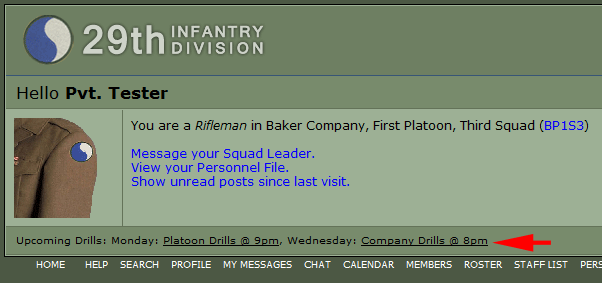 29th INFANTRY DIVISION
Hello Pvt. Tester
You are a Rifleman in Baker Company, First Platoon, Third Squad (BP1S3)
Message your Squad Leader.
View your Personnel File.
Show unread posts since last visit.
Upcoming Drills: Monday: Platoon Drills @ 9pm, Wednesday: Company Drills @ 8pm
HOME HELP SEARCH PROFILE MY MESSAGES CHAT CALENDAR MEMBERS ROSTER STAFF LIST PERS